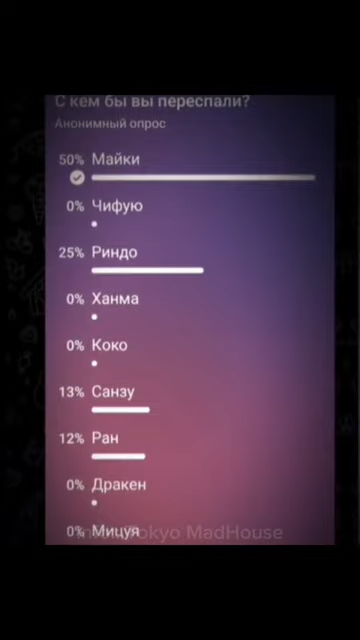 С кем бы вы переспали?
Анонимный опрос
50% Майки
0% Чифую
25% Риндо
0% Ханма
0% Коко
13% Санзу
12% Ран
0% Дракен
0% Мицуя
Tokyo MadHouse